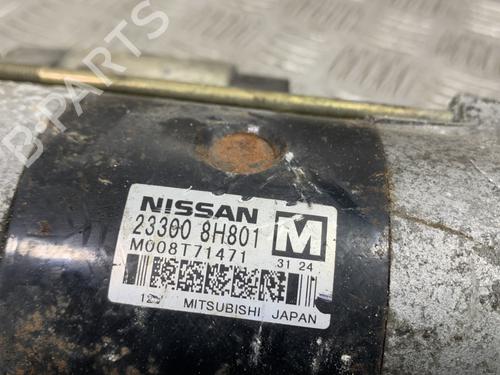 NISSAN
23300 8H801 M
M008T71471 31 24
12V MITSUBISHI JAPAN
B-PARTS